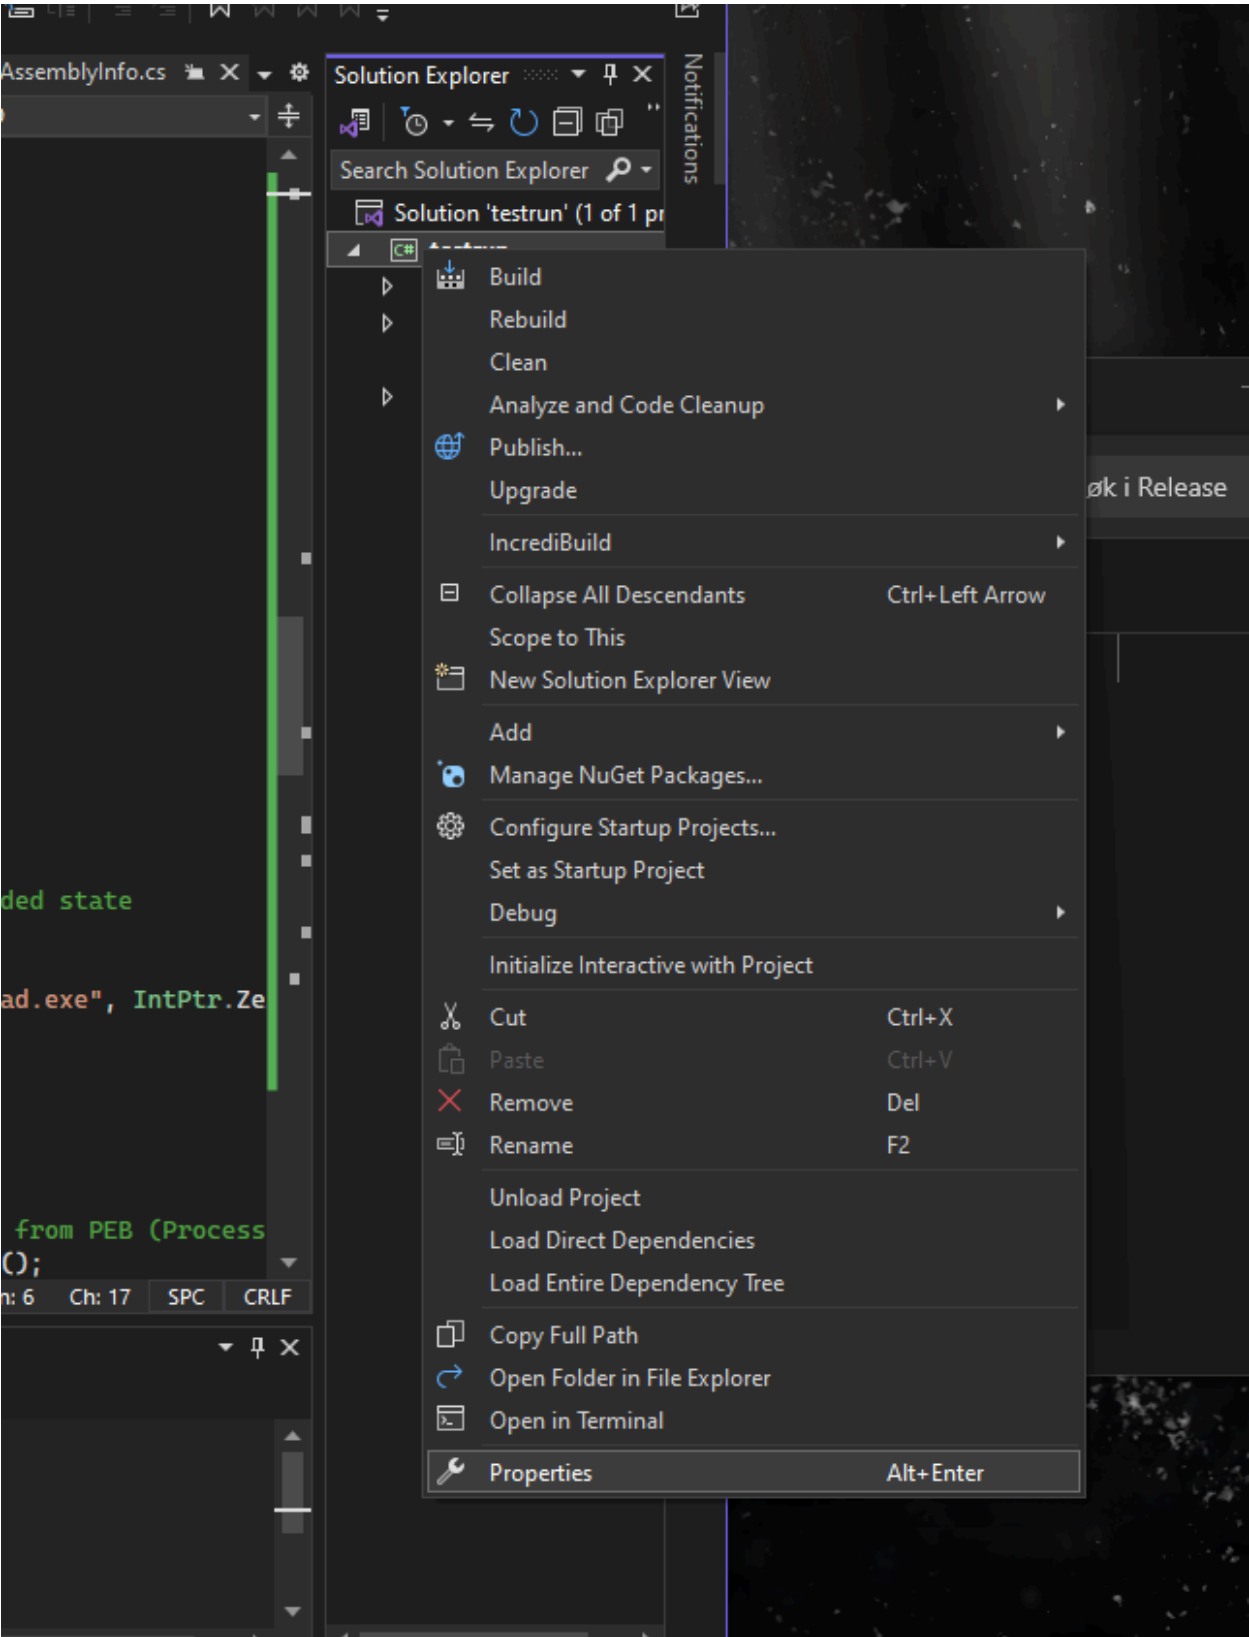 AssemblyInfo.cs
Solution Explorer
Notifications
Search Solution Explorer
Solution 'testrun' (1 of 1 pr
C# testrun
Build
Rebuild
Clean
Analyze and Code Cleanup
Publish...
Upgrade
øk i Release
IncrediBuild
Collapse All Descendants Ctrl+Left Arrow
Scope to This
New Solution Explorer View
Add
Manage NuGet Packages...
Configure Startup Projects...
Set as Startup Project
ded state
Debug
Initialize Interactive with Project
ad.exe", IntPtr.Ze
Cut Ctrl+X
Paste Ctrl+V
Remove Del
Rename F2
Unload Project
from PEB (Process
Load Direct Dependencies
();
Load Entire Dependency Tree
n: 6 Ch: 17 SPC CRLF
Copy Full Path
Open Folder in File Explorer
Open in Terminal
Properties Alt+Enter